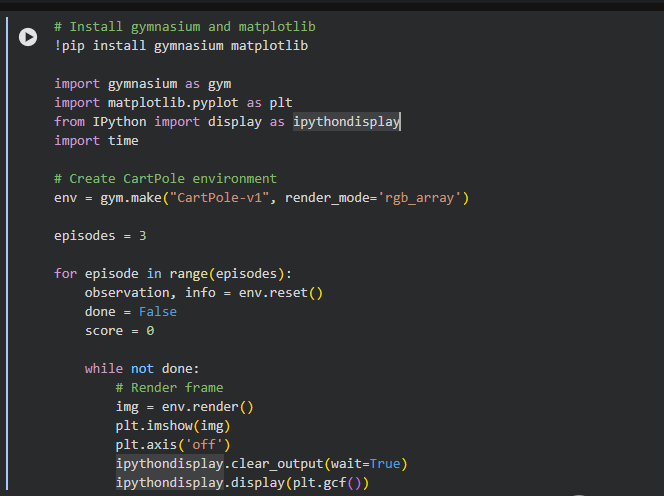 # Install gymnasium and matplotlib
!pip install gymnasium matplotlib
import gymnasium as gym
import matplotlib.pyplot as plt
from IPython import display as ipythondisplay
import time
# Create CartPole environment
env = gym.make("CartPole-v1", render_mode='rgb_array')
episodes = 3
for episode in range(episodes):
    observation, info = env.reset()
    done = False
    score = 0
    while not done:
        # Render frame
        img = env.render()
        plt.imshow(img)
        plt.axis('off')
        ipythondisplay.clear_output(wait=True)
        ipythondisplay.display(plt.gcf())